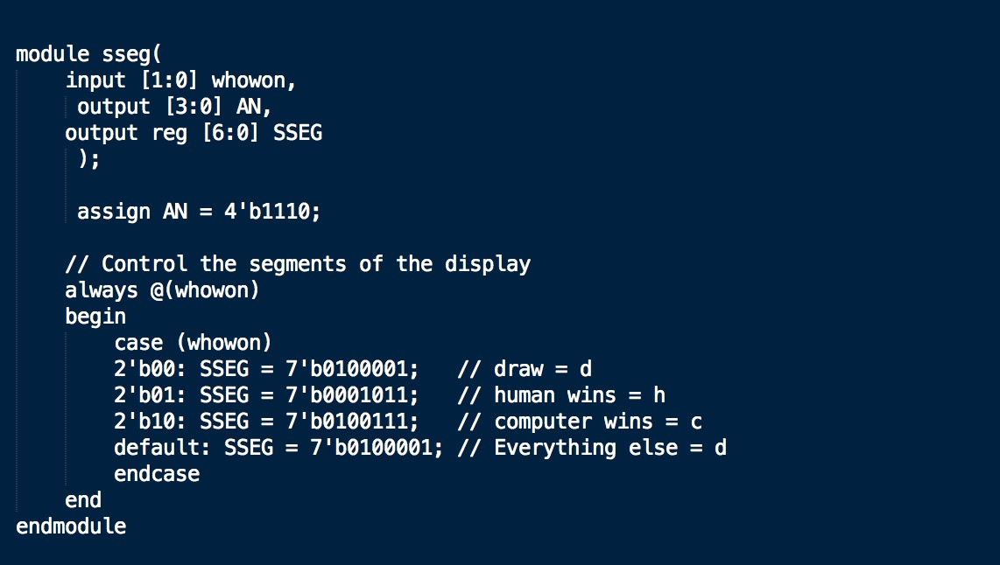 module sseg(
    input [1:0] whowon,
     output [3:0] AN,
    output reg [6:0] SSEG
     );

     assign AN = 4'b1110;

    // Control the segments of the display
    always @(whowon)
    begin
        case (whowon)
        2'b00: SSEG = 7'b0100001;   // draw = d
        2'b01: SSEG = 7'b0001011;   // human wins = h
        2'b10: SSEG = 7'b0100111;   // computer wins = c
        default: SSEG = 7'b0100001; // Everything else = d
        endcase
    end
endmodule